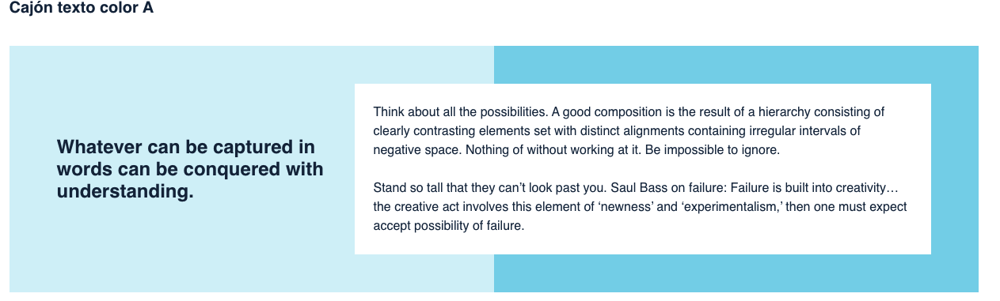 Cajón texto color A
Whatever can be captured in
words can be conquered with
understanding.
Think about all the possibilities. A good composition is the result of a hierarchy consisting of
clearly contrasting elements set with distinct alignments containing irregular intervals of
negative space. Nothing of without working at it. Be impossible to ignore.
Stand so tall that they can’t look past you. Saul Bass on failure: Failure is built into creativity…
the creative act involves this element of ‘newness’ and ‘experimentalism,’ then one must expect
accept possibility of failure.